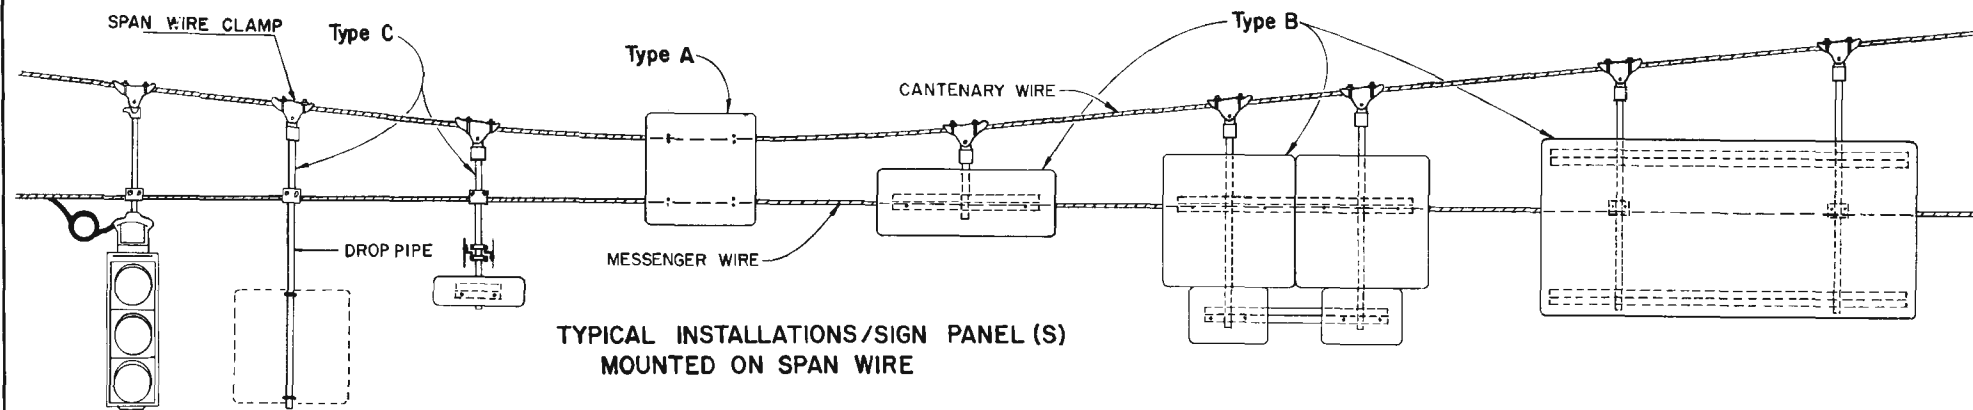 SPAN WIRE CLAMP
Type C
Type A
Type B
CANTENARY WIRE
DROP PIPE
MESSENGER WIRE
TYPICAL INSTALLATIONS/SIGN PANEL (S)
MOUNTED ON SPAN WIRE